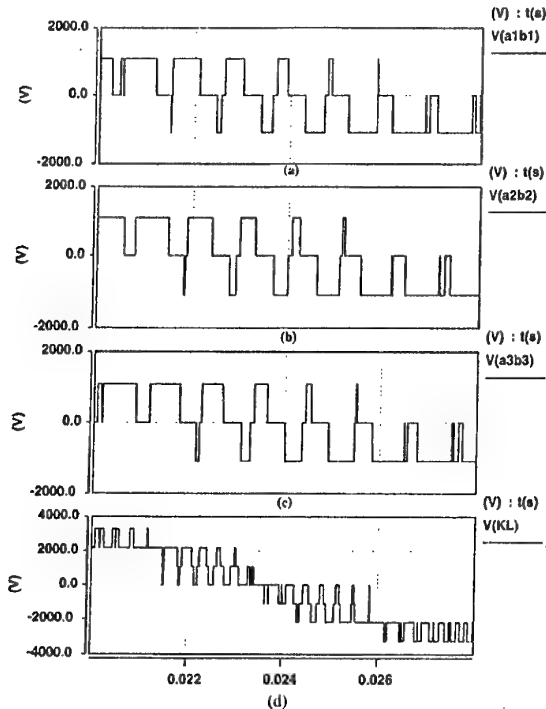 (V) : t(s)
V(a1b1)
2000.0
(V)
0.0
-2000.0
(a)
(V) : t(s)
V(a2b2)
2000.0
(V)
0.0
-2000.0
(b)
(V) : t(s)
V(a3b3)
2000.0
(V)
0.0
-2000.0
(c)
(V) : t(s)
V(KL)
4000.0
2000.0
(V)
0.0
-2000.0
-4000.0
0.022
0.024
0.026
(d)